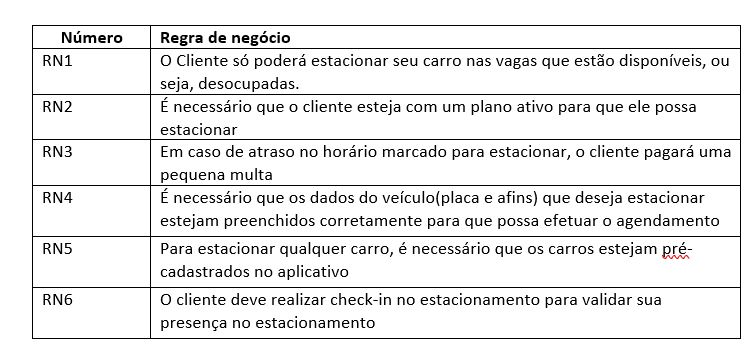 Número Regra de negócio
RN1 O Cliente só poderá estacionar seu carro nas vagas que estão disponíveis, ou
seja, desocupadas.
RN2 É necessário que o cliente esteja com um plano ativo para que ele possa
estacionar
RN3 Em caso de atraso no horário marcado para estacionar, o cliente pagará uma
pequena multa
RN4 É necessário que os dados do veículo(placa e afins) que deseja estacionar
estejam preenchidos corretamente para que possa efetuar o agendamento
RN5 Para estacionar qualquer carro, é necessário que os carros estejam pré-
cadastrados no aplicativo
RN6 O cliente deve realizar check-in no estacionamento para validar sua
presença no estacionamento